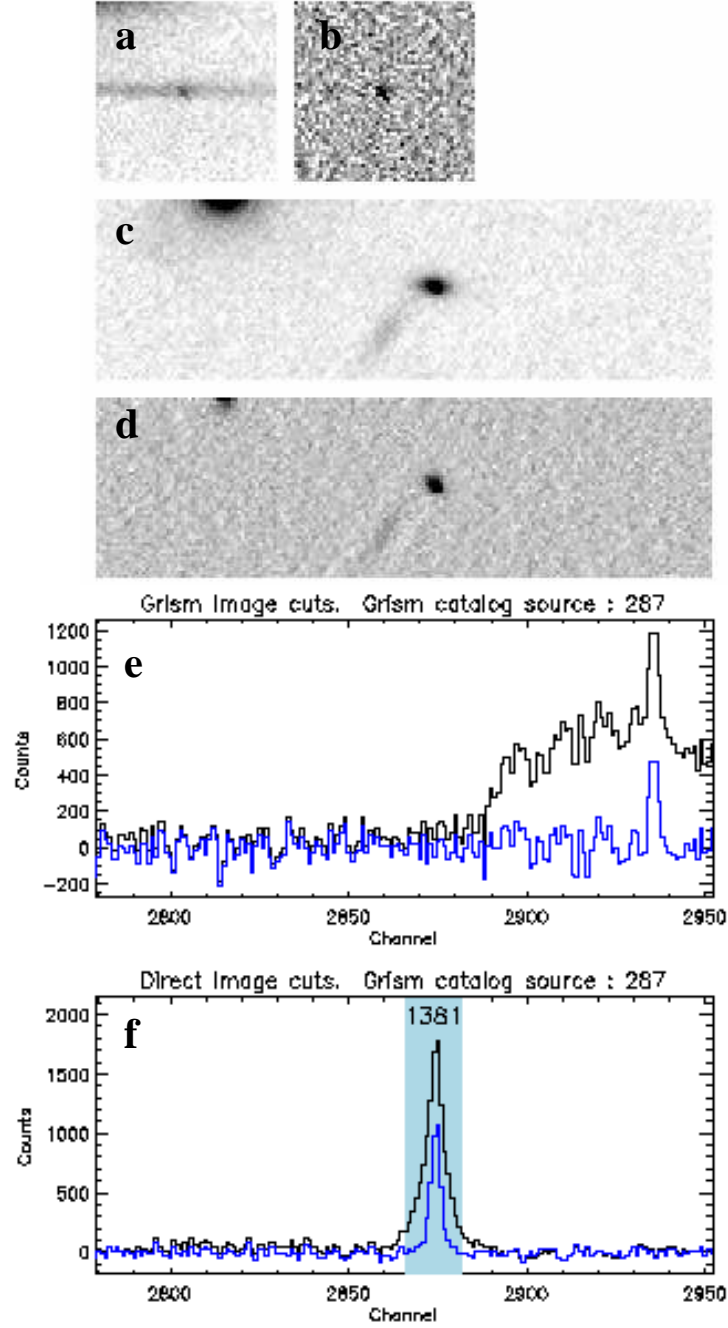 a
b
c
d
Grism image cuts. Grism catalog source : 287
e
1200
1000
800
600
400
200
0
-200
Counts
2800
2850
2900
2950
Channel
Direct image cuts. Grism catalog source : 287
f
1381
2000
1500
1000
500
0
Counts
2800
2850
2900
2950
Channel